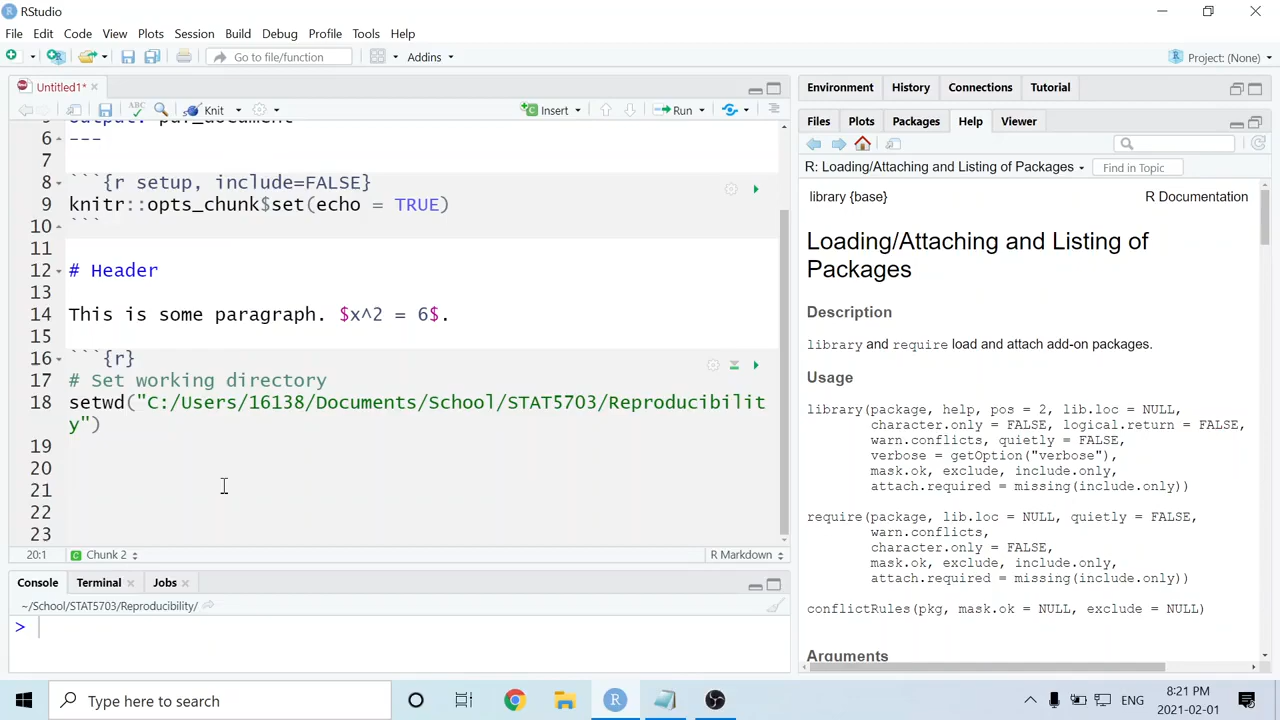 RStudio
File Edit Code View Plots Session Build Debug Profile Tools Help
Go to file/function Addins Project: (None)
Untitled1*
ABC Knit Insert Run
6 ---
7
8 ```{r setup, include=FALSE}
9 knitr::opts_chunk$set(echo = TRUE)
10 ```
11
12 # Header
13
14 This is some paragraph. $x^2 = 6$.
15
16 ```{r}
17 # Set working directory
18 setwd("C:/Users/16138/Documents/School/STAT5703/Reproducibilit
y")
19
20
21
22
23
20:1 Chunk 2 R Markdown
Console Terminal Jobs
~/School/STAT5703/Reproducibility/
>
Environment History Connections Tutorial
Files Plots Packages Help Viewer
R: Loading/Attaching and Listing of Packages Find in Topic
library {base} R Documentation
Loading/Attaching and Listing of
Packages
Description
library and require load and attach add-on packages.
Usage
library(package, help, pos = 2, lib.loc = NULL,
character.only = FALSE, logical.return = FALSE,
warn.conflicts, quietly = FALSE,
verbose = getOption("verbose"),
mask.ok, exclude, include.only,
attach.required = missing(include.only))
require(package, lib.loc = NULL, quietly = FALSE,
warn.conflicts,
character.only = FALSE,
mask.ok, exclude, include.only,
attach.required = missing(include.only))
conflictRules(pkg, mask.ok = NULL, exclude = NULL)
Arguments
Type here to search
ENG
8:21 PM
2021-02-01